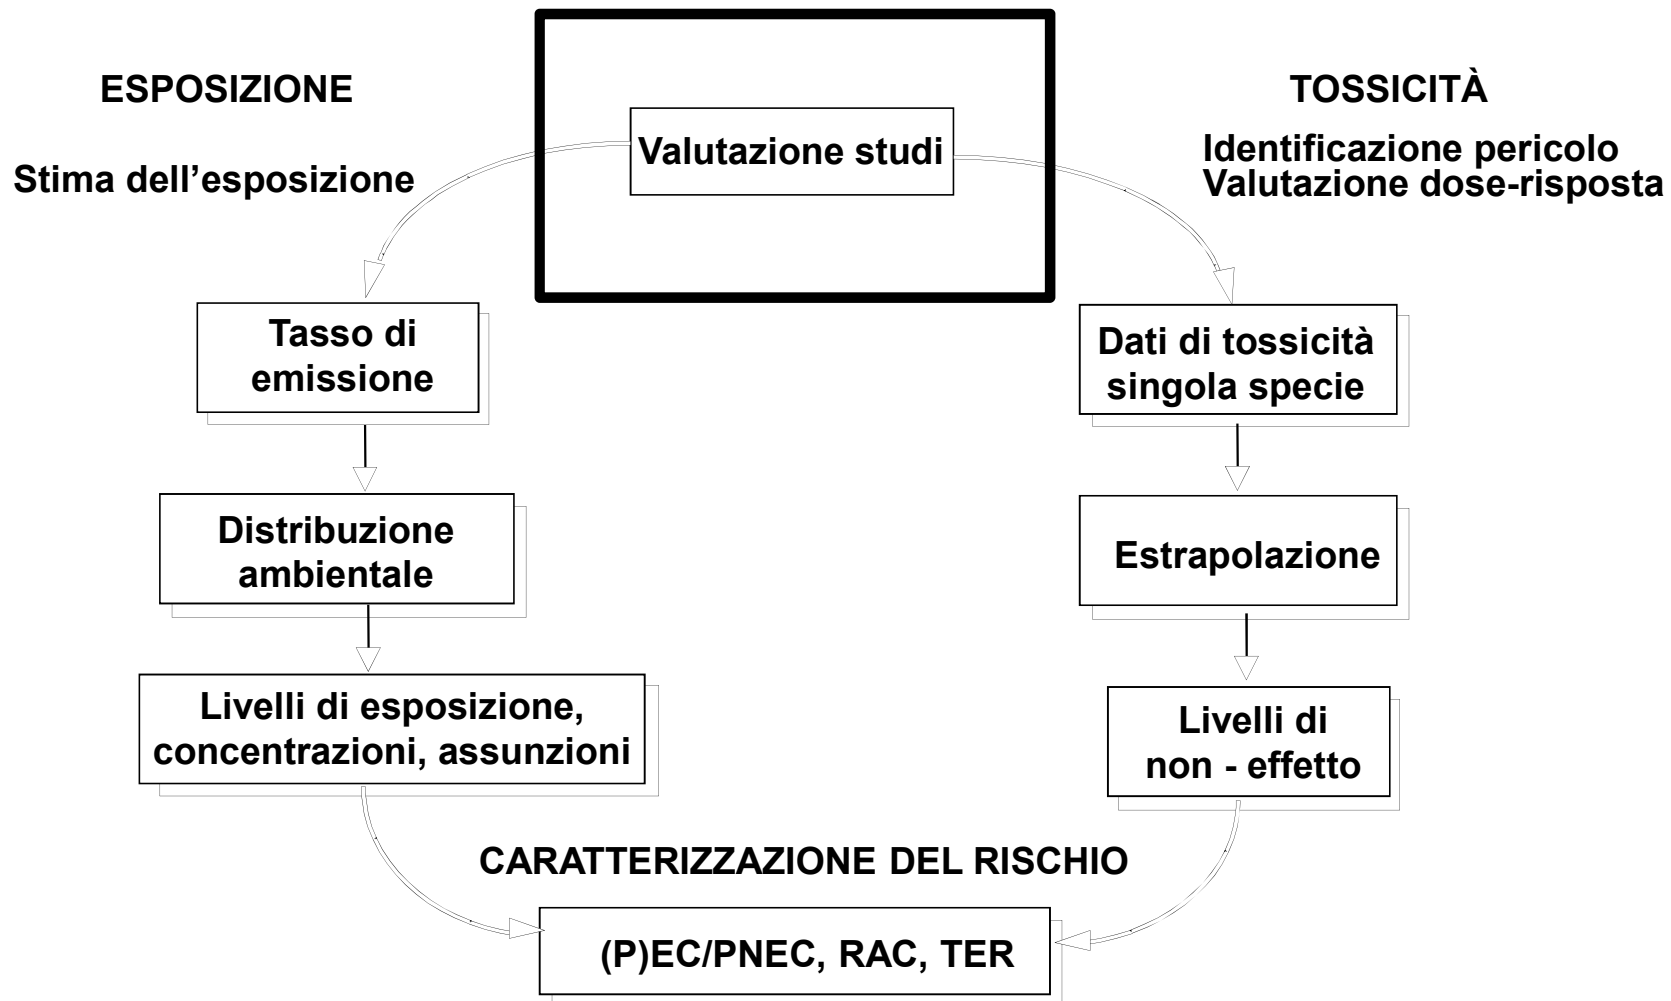 ESPOSIZIONE
Stima dell’esposizione
Valutazione studi
TOSSICITÀ
Identificazione pericolo
Valutazione dose-risposta
Tasso di
emissione
Distribuzione
ambientale
Livelli di esposizione,
concentrazioni, assunzioni
Dati di tossicità
singola specie
Estrapolazione
Livelli di
non - effetto
CARATTERIZZAZIONE DEL RISCHIO
(P)EC/PNEC, RAC, TER